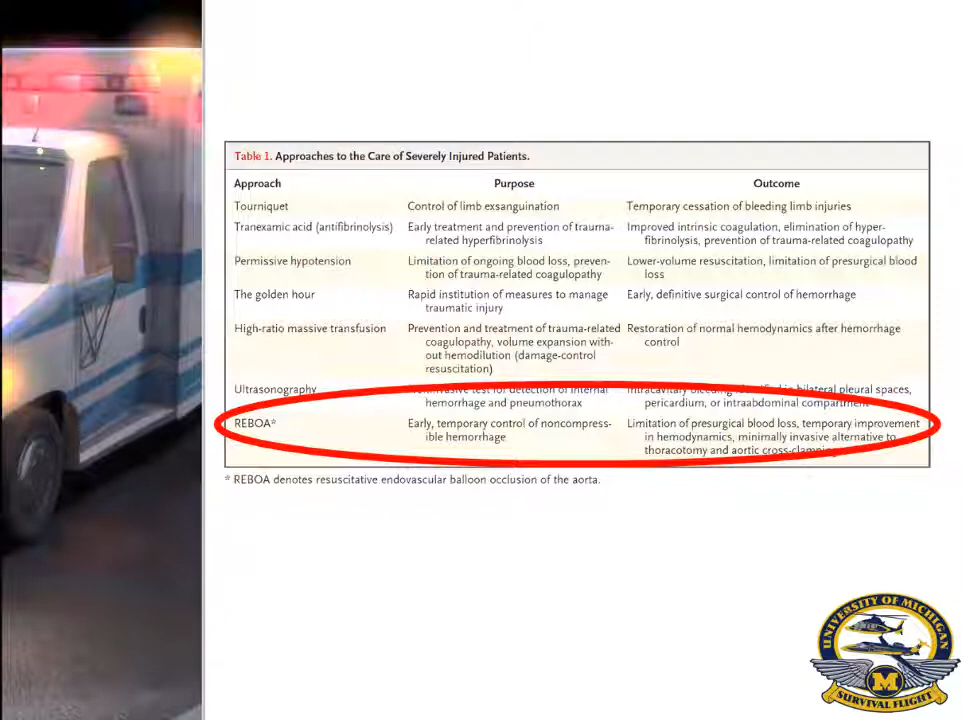 Table 1. Approaches to the Care of Severely Injured Patients.
Approach Purpose Outcome
Tourniquet Control of limb exsanguination Temporary cessation of bleeding limb injuries
Tranexamic acid (antifibrinolysis) Early treatment and prevention of trauma- Improved intrinsic coagulation, elimination of hyper-
related hyperfibrinolysis fibrinolysis, prevention of trauma-related coagulopathy
Permissive hypotension Limitation of ongoing blood loss, preven- Lower-volume resuscitation, limitation of presurgical blood
tion of trauma-related coagulopathy loss
The golden hour Rapid institution of measures to manage Early, definitive surgical control of hemorrhage
traumatic injury
High-ratio massive transfusion Prevention and treatment of trauma-related Restoration of normal hemodynamics after hemorrhage
coagulopathy, volume expansion with- control
out hemodilution (damage-control
resuscitation)
Ultrasonography test for detection of internal Intracavitary bleeding in bilateral pleural spaces,
hemorrhage and pneumothorax pericardium, or intraabdominal compartment
REBOA* Early, temporary control of noncompress- Limitation of presurgical blood loss, temporary improvement
ible hemorrhage in hemodynamics, minimally invasive alternative to
thoracotomy and aortic cross-clamping
* REBOA denotes resuscitative endovascular balloon occlusion of the aorta.
UNIVERSITY OF MICHIGAN
M
SURVIVAL FLIGHT